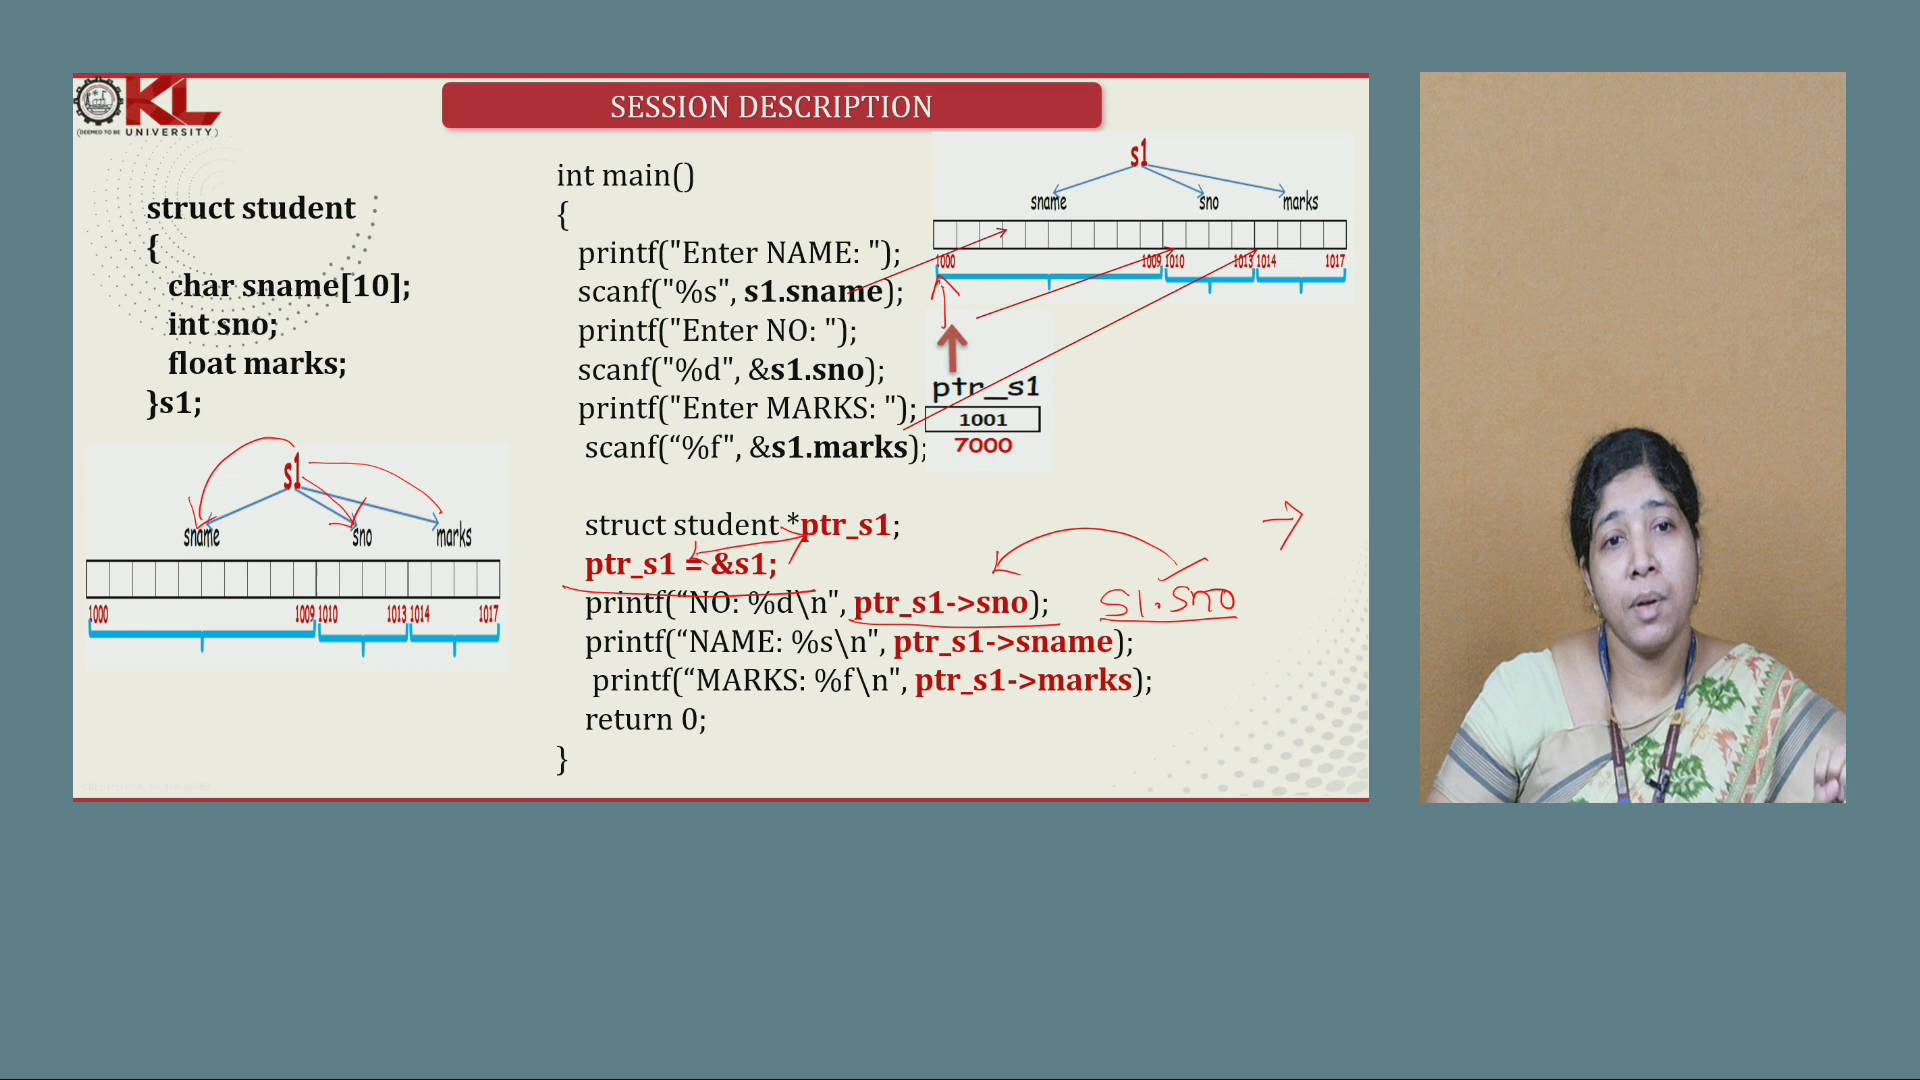 KL
(DEEMED TO BE UNIVERSITY)
SESSION DESCRIPTION
struct student
{
char sname[10];
int sno;
float marks;
}s1;
s1
sname sno marks
1000 1009 1010 1013 1014 1017
int main()
{
printf("Enter NAME: ");
scanf("%s", s1.sname);
printf("Enter NO: ");
scanf("%d", &s1.sno);
printf("Enter MARKS: ");
scanf(“%f", &s1.marks);
struct student *ptr_s1;
ptr_s1 = &s1;
printf(“NO: %d\n", ptr_s1->sno);
printf(“NAME: %s\n", ptr_s1->sname);
printf(“MARKS: %f\n", ptr_s1->marks);
return 0;
}
s1
sname sno marks
1000 1009 1010 1013 1014 1017
ptr_s1
1001
7000
S1.Sno